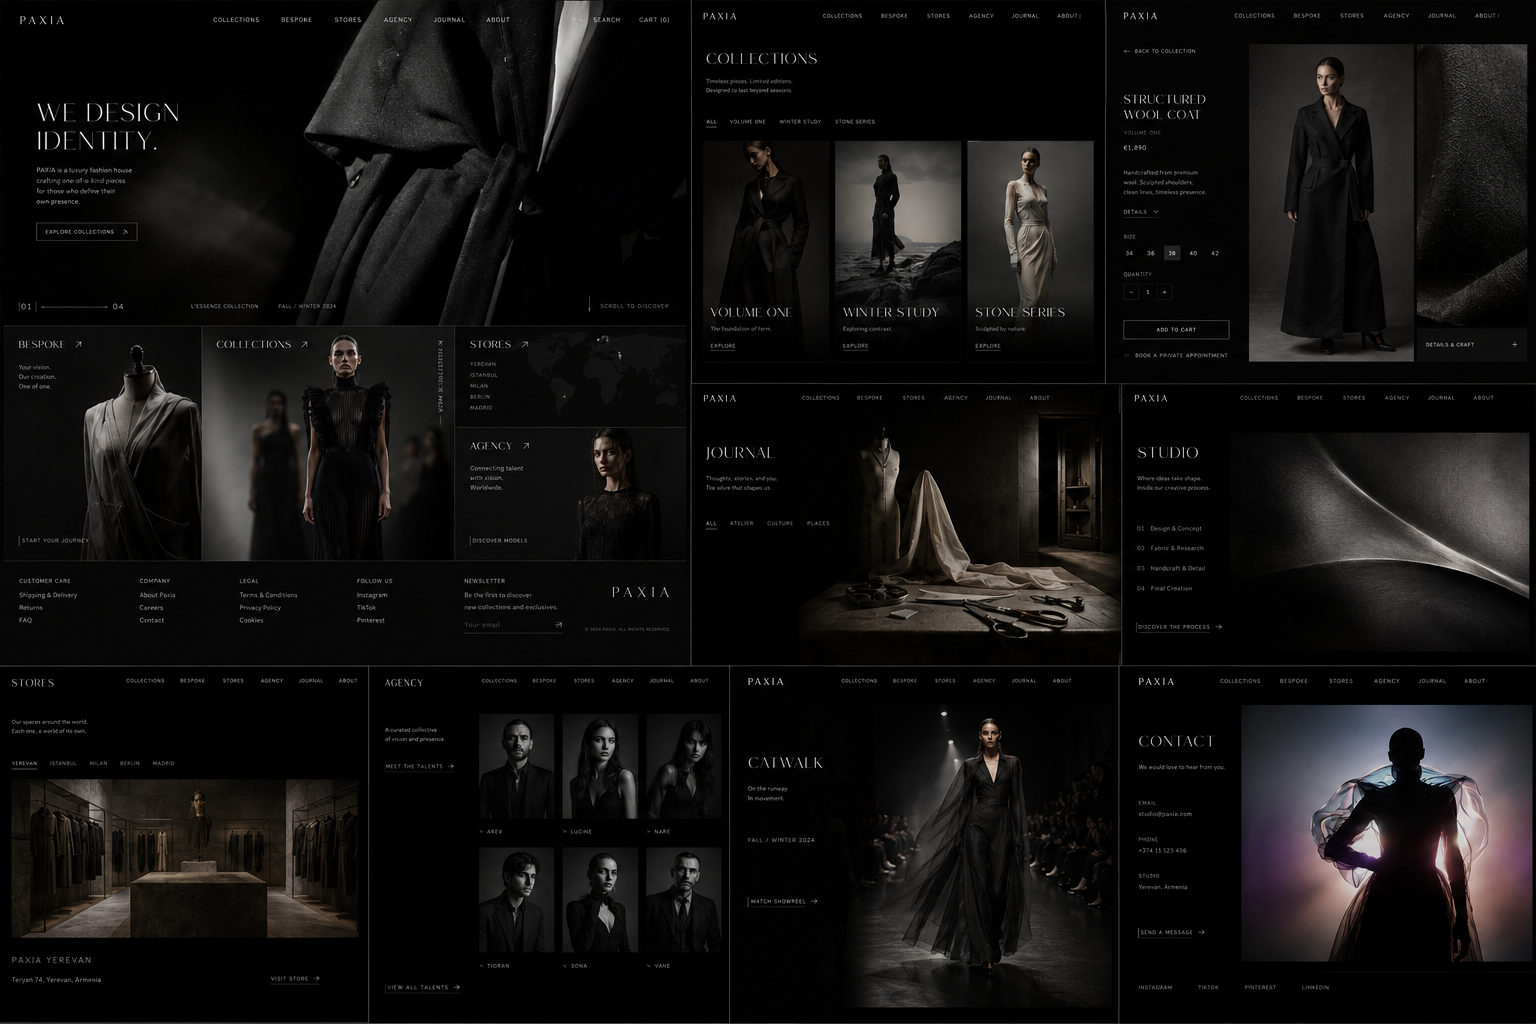 PAXIA
COLLECTIONS BESPOKE STORES AGENCY JOURNAL ABOUT
SEARCH CART (0)
WE DESIGN
IDENTITY.
PAXIA is a luxury fashion house
crafting one-of-a-kind pieces
for those who define their
own presence.
EXPLORE COLLECTIONS
01 04
L'ESSENCE COLLECTION FALL / WINTER 2024
SCROLL TO DISCOVER
BESPOKE
Your vision.
Our creation.
One of one.
START YOUR JOURNEY
COLLECTIONS
STORES
YEREVAN
ISTANBUL
MILAN
BERLIN
MADRID
AGENCY
Connecting talent
with vision.
Worldwide.
DISCOVER MODELS
CUSTOMER CARE
Shipping & Delivery
Returns
FAQ
COMPANY
About Paxia
Careers
Contact
LEGAL
Terms & Conditions
Privacy Policy
Cookies
FOLLOW US
Instagram
TikTok
Pinterest
NEWSLETTER
Be the first to discover
new collections and exclusives.
Your email
PAXIA
© 2024 PAXIA. ALL RIGHTS RESERVED.
PAXIA
COLLECTIONS BESPOKE STORES AGENCY JOURNAL ABOUT
COLLECTIONS
Timeless pieces. Limited editions.
Designed to last beyond seasons.
ALL VOLUME ONE WINTER STUDY STONE SERIES
VOLUME ONE
The foundation of form.
EXPLORE
WINTER STUDY
Exploring contrast.
EXPLORE
STONE SERIES
Sculpted by nature.
EXPLORE
PAXIA
COLLECTIONS BESPOKE STORES AGENCY JOURNAL ABOUT
← BACK TO COLLECTION
STRUCTURED
WOOL COAT
VOLUME ONE
€1,890
Handcrafted from premium
wool. Sculpted shoulders,
clean lines, timeless presence.
DETAILS
SIZE
34 36 38 40 42
QUANTITY
− 1 +
ADD TO CART
BOOK A PRIVATE APPOINTMENT
DETAILS & CRAFT +
PAXIA
COLLECTIONS BESPOKE STORES AGENCY JOURNAL ABOUT
JOURNAL
Thoughts, stories, and you.
ALL ATELIER CULTURE PLACES
PAXIA
COLLECTIONS BESPOKE STORES AGENCY JOURNAL ABOUT
STUDIO
Where ideas take shape.
Inside our creative process.
01 Design & Concept
02 Fabric & Research
03 Handcraft & Detail
04 Final Creation
DISCOVER THE PROCESS →
STORES
COLLECTIONS BESPOKE STORES AGENCY JOURNAL ABOUT
Our spaces around the world.
Each one, a world of its own.
YEREVAN ISTANBUL MILAN BERLIN MADRID
PAXIA YEREVAN
Teryan 74, Yerevan, Armenia
VISIT STORE →
AGENCY
COLLECTIONS BESPOKE STORES AGENCY JOURNAL ABOUT
A curated collective
of vision and presence.
MEET THE TALENTS →
AREV
LUCINE
NARE
TIGRAN
SONA
VAHE
VIEW ALL TALENTS →
PAXIA
COLLECTIONS BESPOKE STORES AGENCY JOURNAL ABOUT
CATWALK
On the runway.
In movement.
FALL / WINTER 2024
WATCH SHOWREEL →
PAXIA
COLLECTIONS BESPOKE STORES AGENCY JOURNAL ABOUT
CONTACT
We would love to hear from you.
EMAIL
studio@paxia.com
PHONE
+374 11 123 456
STUDIO
Yerevan, Armenia
SEND A MESSAGE →
INSTAGRAM TIKTOK PINTEREST LINKEDIN